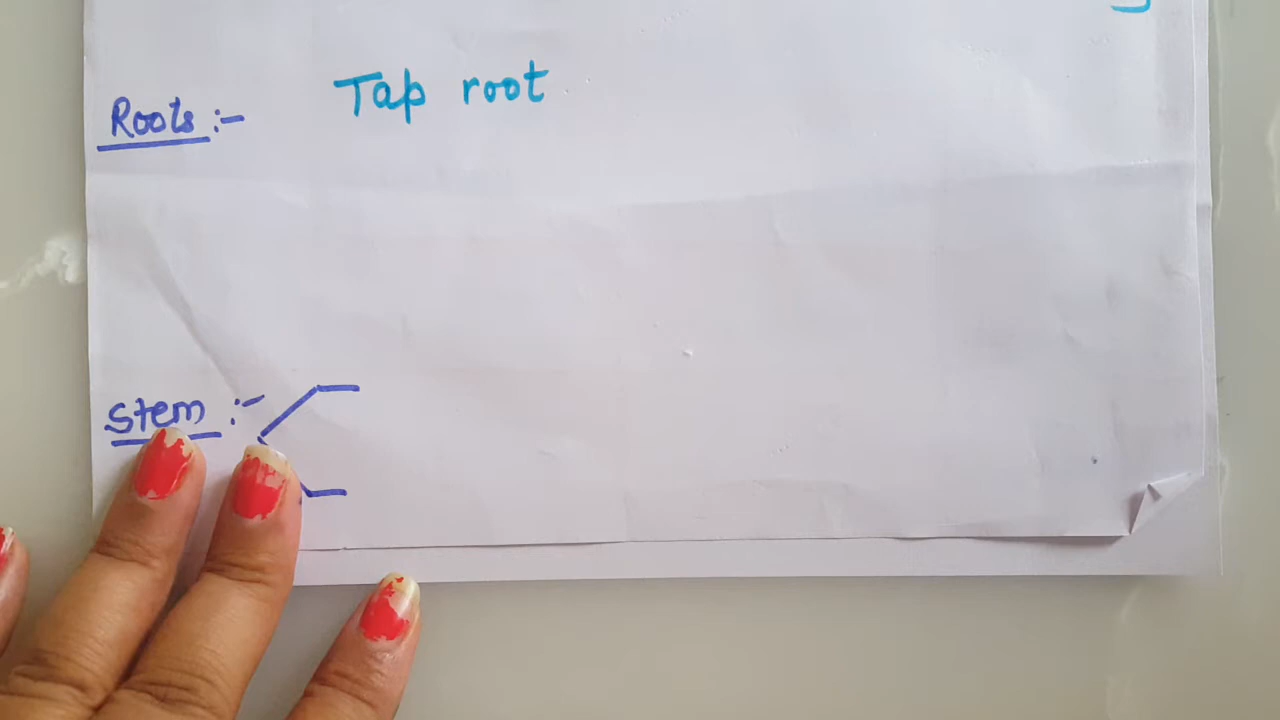 Tap root
Roots :-
Stem :-